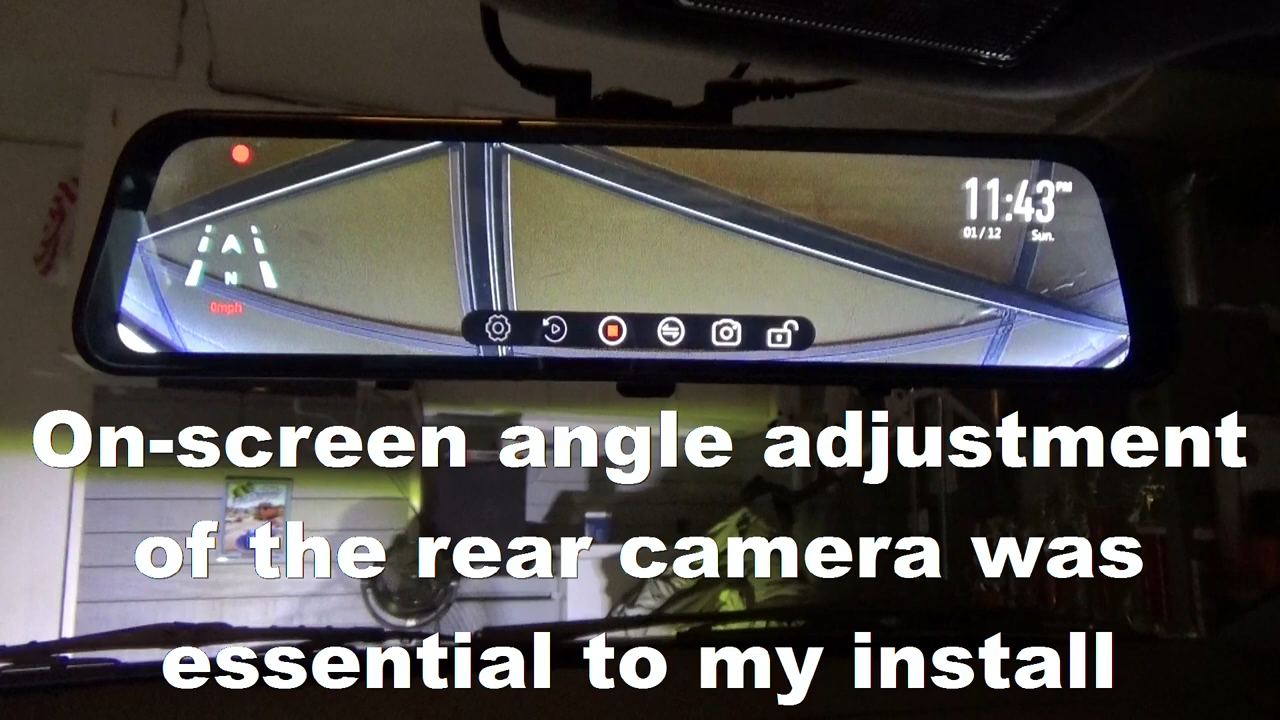 11:43 PM
01/12 Sun.
A
N
0mph
On-screen angle adjustment
of the rear camera was
essential to my install